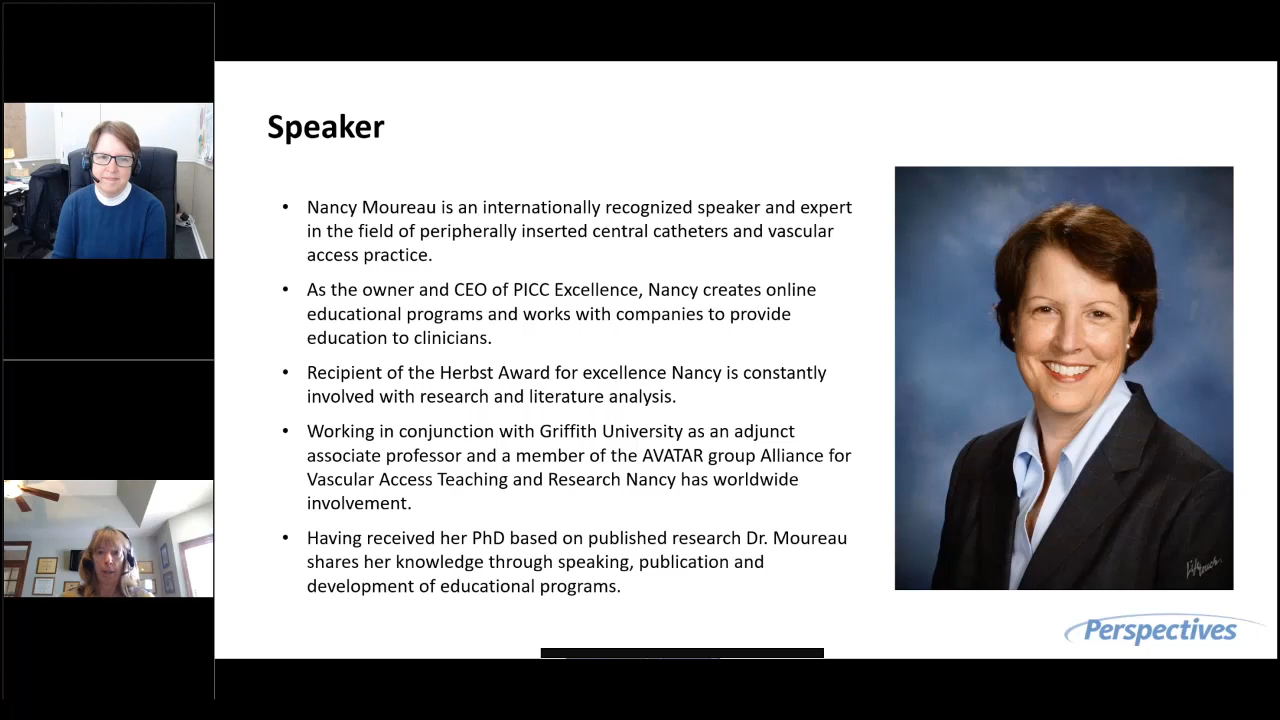 Speaker
• Nancy Moureau is an internationally recognized speaker and expert
in the field of peripherally inserted central catheters and vascular
access practice.
• As the owner and CEO of PICC Excellence, Nancy creates online
educational programs and works with companies to provide
education to clinicians.
• Recipient of the Herbst Award for excellence Nancy is constantly
involved with research and literature analysis.
• Working in conjunction with Griffith University as an adjunct
associate professor and a member of the AVATAR group Alliance for
Vascular Access Teaching and Research Nancy has worldwide
involvement.
• Having received her PhD based on published research Dr. Moureau
shares her knowledge through speaking, publication and
development of educational programs.
Perspectives